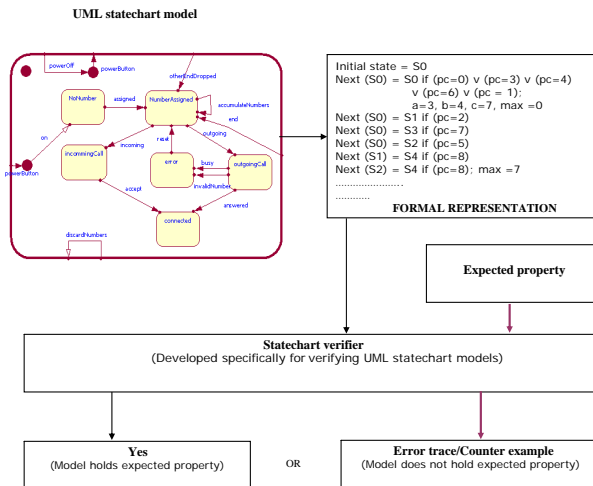 UML statechart model
powerOff
powerButton
otherEndDropped
NoNumber
assigned
NumberAssigned
accumulateNumbers
end
on
incoming
reset
outgoing
incommingCall
error
busy
outgoingCall
powerButton
invalidNumber
accept
answered
connected
discardNumbers
Initial state = S0
Next (S0) = S0 if (pc=0) v (pc=3) v (pc=4)
v (pc=6) v (pc = 1);
a=3, b=4, c=7, max =0
Next (S0) = S1 if (pc=2)
Next (S0) = S3 if (pc=7)
Next (S0) = S2 if (pc=5)
Next (S1) = S4 if (pc=8)
Next (S2) = S4 if (pc=8); max =7
.......................
............
FORMAL REPRESENTATION
Expected property
Statechart verifier
(Developed specifically for verifying UML statechart models)
Yes
(Model holds expected property)
OR
Error trace/Counter example
(Model does not hold expected property)